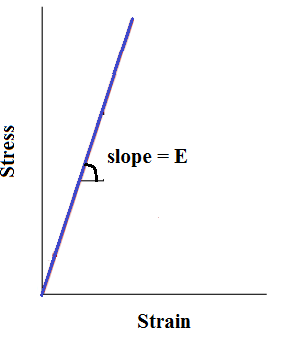 Stress
slope = E
Strain